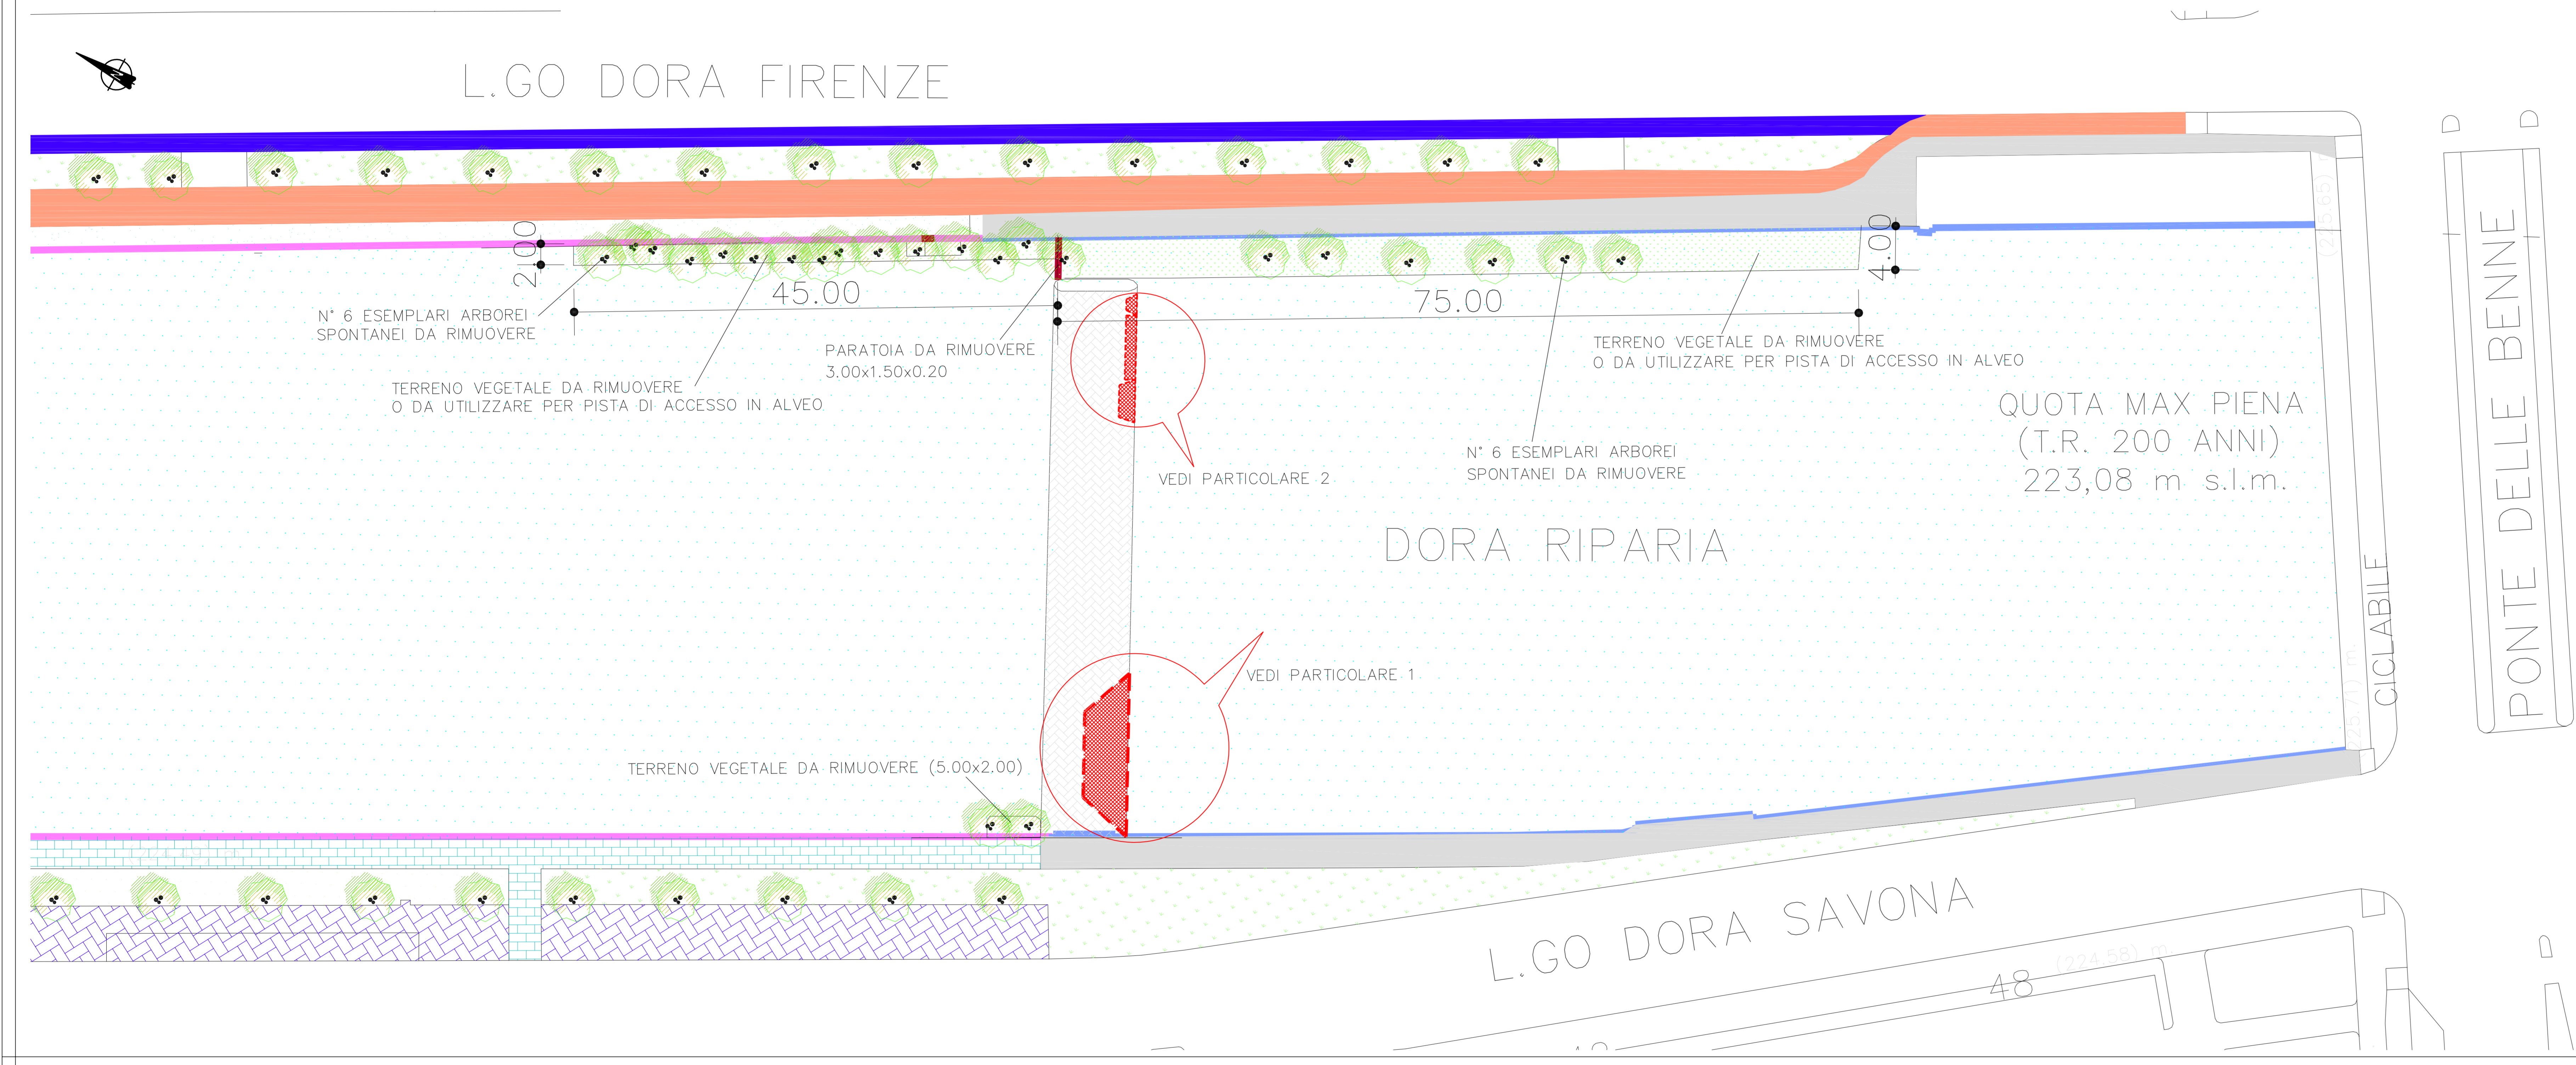 L.GO DORA FIRENZE
2.00
45.00
75.00
4.00
(225.65)
N° 6 ESEMPLARI ARBOREI
SPONTANEI DA RIMUOVERE
TERRENO VEGETALE DA RIMUOVERE
O DA UTILIZZARE PER PISTA DI ACCESSO IN ALVEO
PARATOIA DA RIMUOVERE
3.00x1.50x0.20
TERRENO VEGETALE DA RIMUOVERE
O DA UTILIZZARE PER PISTA DI ACCESSO IN ALVEO
N° 6 ESEMPLARI ARBOREI
SPONTANEI DA RIMUOVERE
VEDI PARTICOLARE 2
QUOTA MAX PIENA
(T.R. 200 ANNI)
223,08 m s.l.m.
DORA RIPARIA
PONTE DELLE BENNE
CICLABILE
VEDI PARTICOLARE 1
TERRENO VEGETALE DA RIMUOVERE (5.00x2.00)
L.GO DORA SAVONA
(224.58) m
48